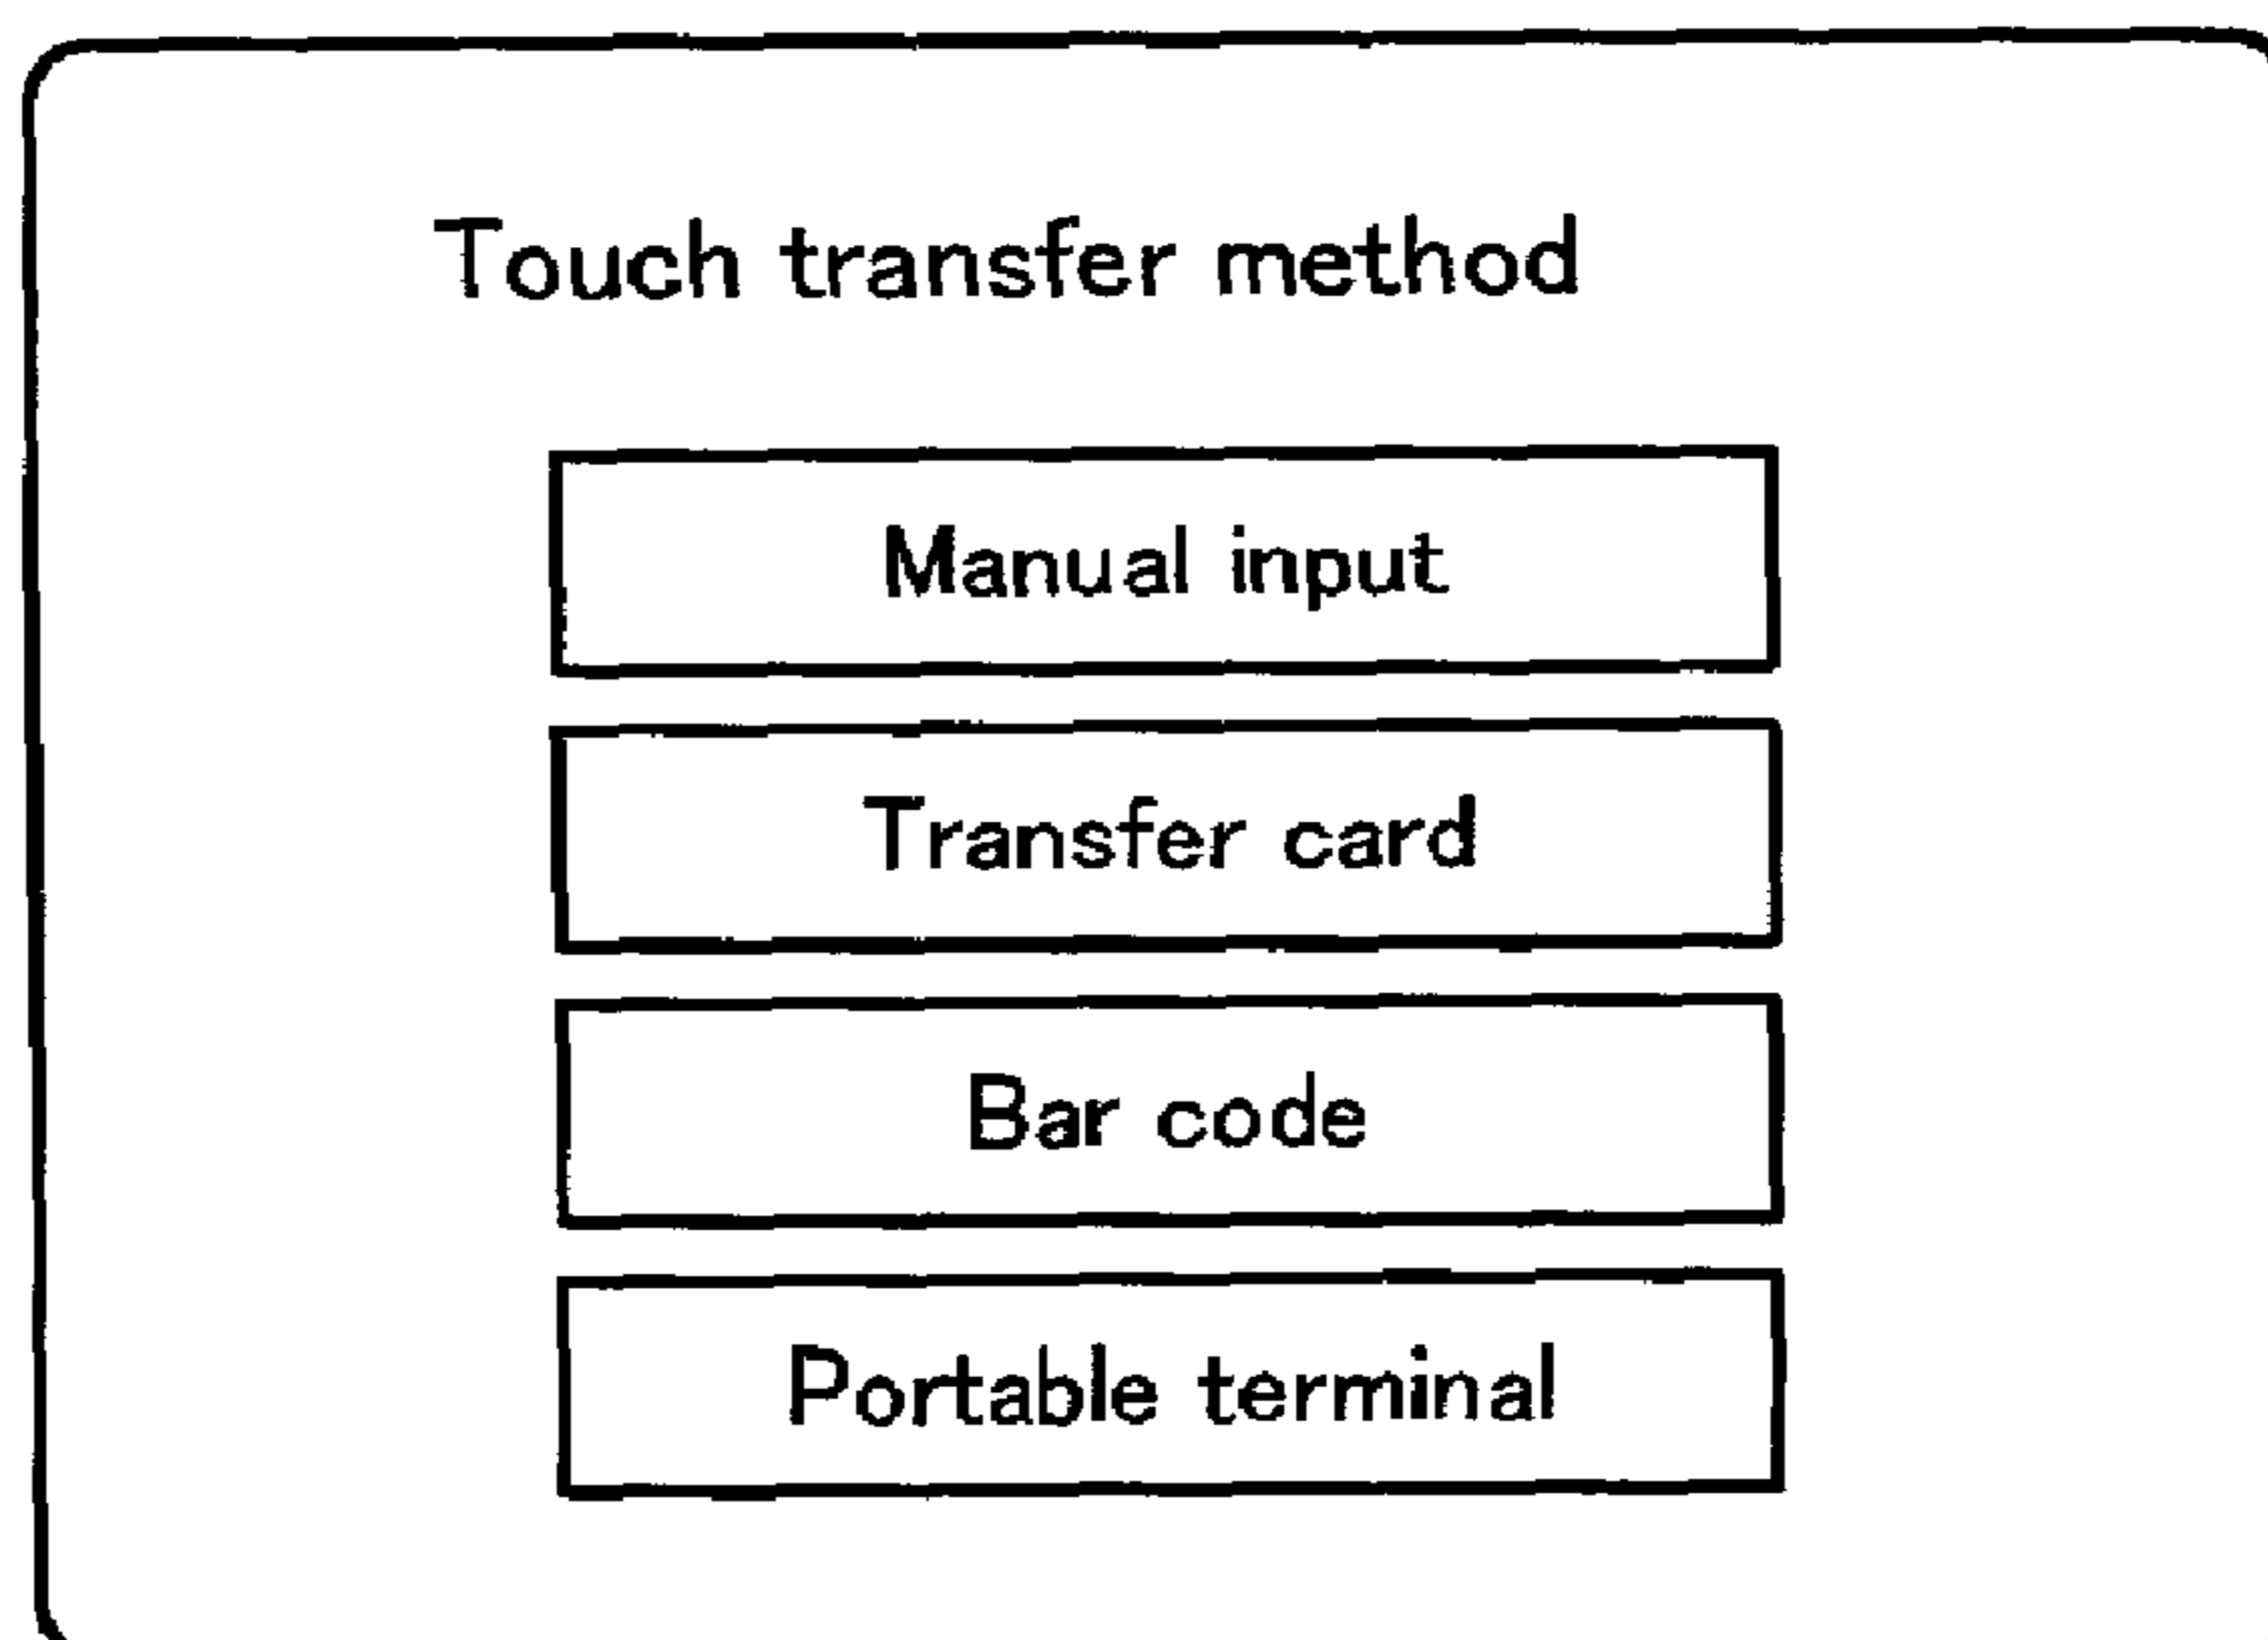 Touch transfer method
Manual input
Transfer card
Bar code
Portable terminal